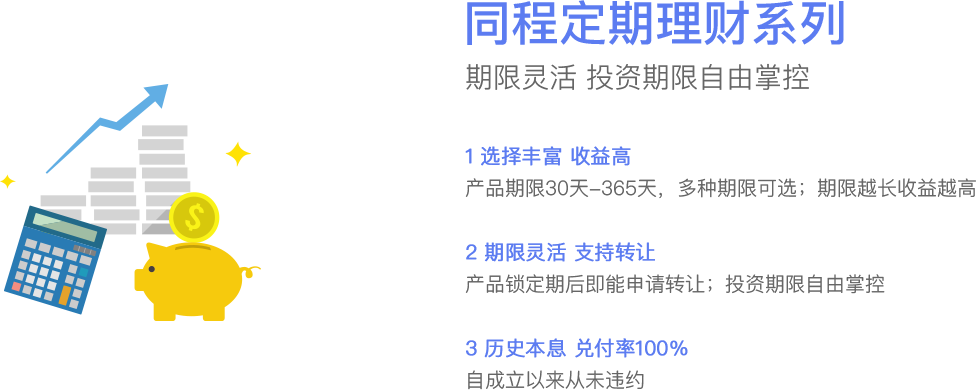 同程定期理财系列
期限灵活 投资期限自由掌控
1 选择丰富 收益高
产品期限30天-365天，多种期限可选；期限越长收益越高
2 期限灵活 支持转让
产品锁定期后即能申请转让；投资期限自由掌控
3 历史本息 兑付率100%
自成立以来从未违约
$